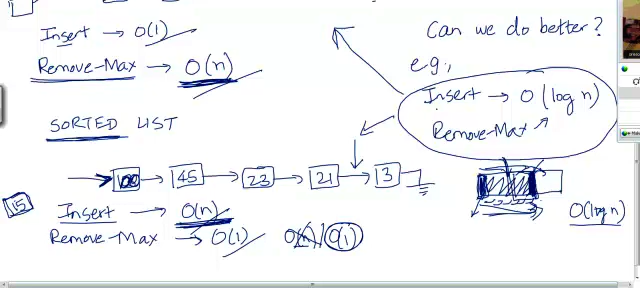 Insert → O(1)
Remove-Max → O(n)
Can we do better?
e.g.,
Insert → O(log n)
Remove-Max ↗
SORTED LIST
100 → 45 → 23 → 21 → 3
15
Insert → O(n)
Remove-Max → O(1) O(n)/O(1)
O(log n)